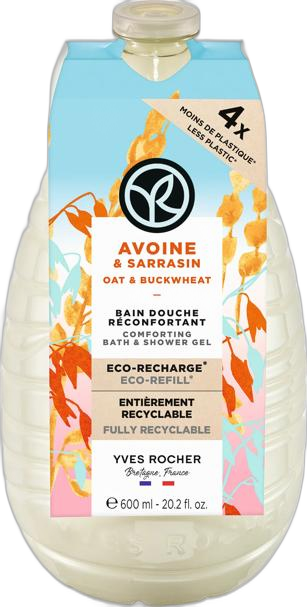 4x
MOINS DE PLASTIQUE*
LESS PLASTIC*
AVOINE
& SARRASIN
OAT & BUCKWHEAT
BAIN DOUCHE
RÉCONFORTANT
COMFORTING
BATH & SHOWER GEL
ECO-RECHARGE*
ECO-REFILL*
ENTIÈREMENT
RECYCLABLE
FULLY RECYCLABLE
YVES ROCHER
Bretagne, France
℮ 600 ml - 20.2 fl. oz.